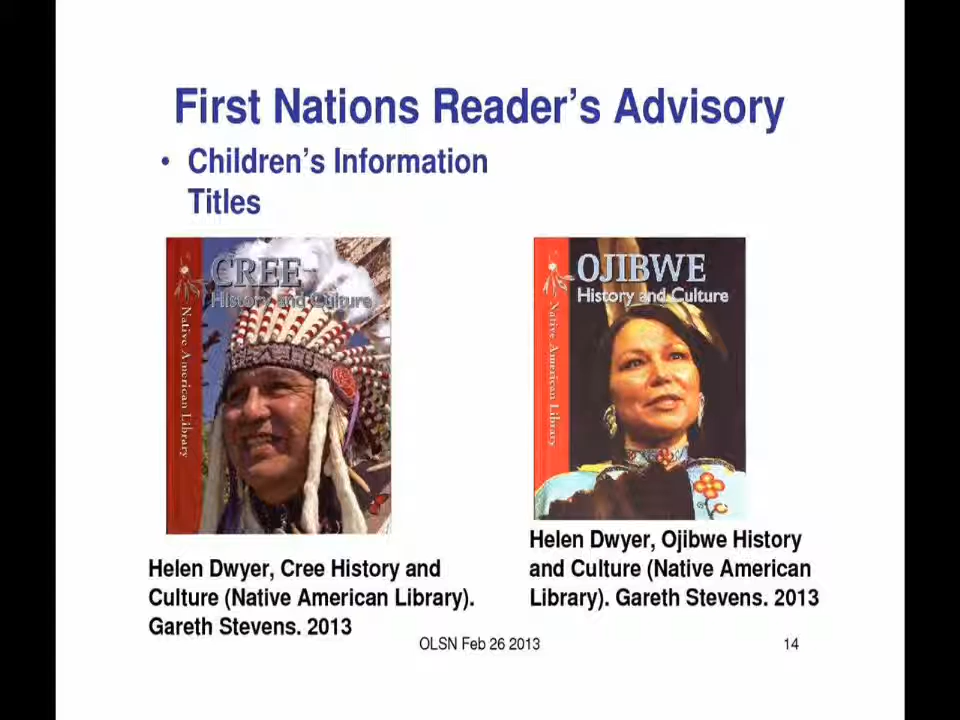 First Nations Reader's Advisory
• Children's Information
Titles
CREE
History and Culture
Native American Library
OJIBWE
History and Culture
Native American Library
Helen Dwyer, Cree History and
Culture (Native American Library).
Gareth Stevens. 2013
Helen Dwyer, Ojibwe History
and Culture (Native American
Library). Gareth Stevens. 2013
OLSN Feb 26 2013
14